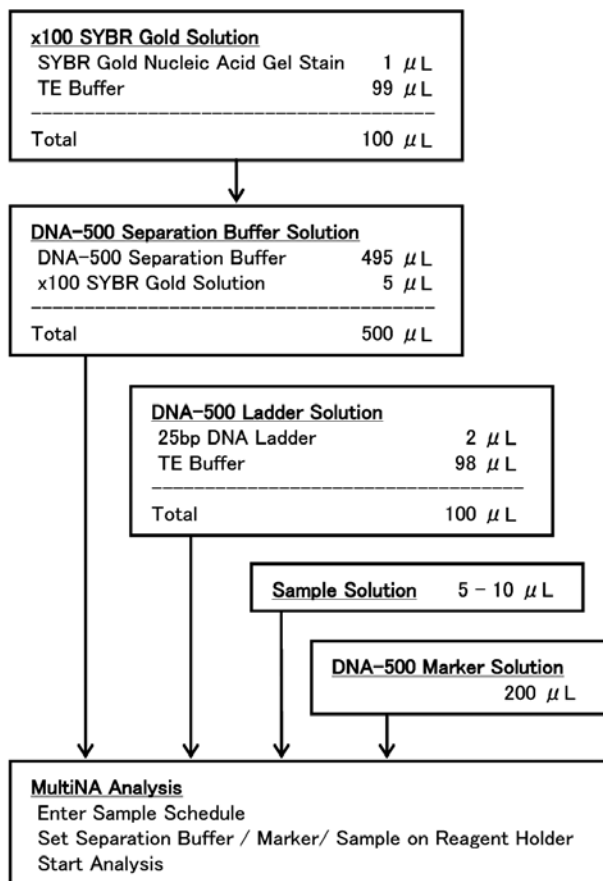 x100 SYBR Gold Solution
SYBR Gold Nucleic Acid Gel Stain 1 μL
TE Buffer 99 μL
Total 100 μL
DNA-500 Separation Buffer Solution
DNA-500 Separation Buffer 495 μL
x100 SYBR Gold Solution 5 μL
Total 500 μL
DNA-500 Ladder Solution
25bp DNA Ladder 2 μL
TE Buffer 98 μL
Total 100 μL
Sample Solution 5 - 10 μL
DNA-500 Marker Solution
200 μL
MultiNA Analysis
Enter Sample Schedule
Set Separation Buffer / Marker/ Sample on Reagent Holder
Start Analysis